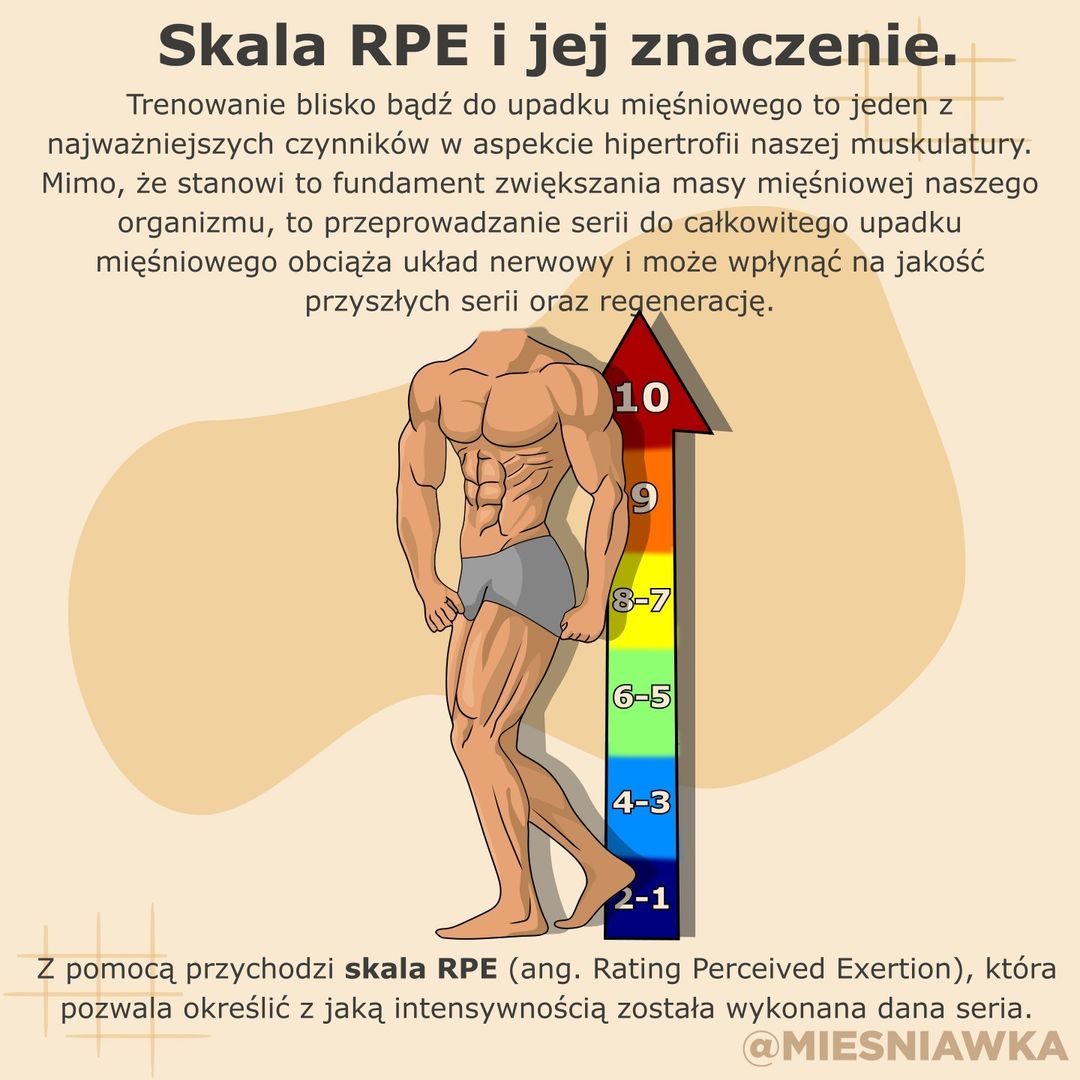 Skala RPE i jej znaczenie.
Trenowanie blisko bądź do upadku mięśniowego to jeden z
najważniejszych czynników w aspekcie hipertrofii naszej muskulatury.
Mimo, że stanowi to fundament zwiększania masy mięśniowej naszego
organizmu, to przeprowadzanie serii do całkowitego upadku
mięśniowego obciąża układ nerwowy i może wpłynąć na jakość
przyszłych serii oraz regenerację.
10
9
8-7
6-5
4-3
2-1
Z pomocą przychodzi skala RPE (ang. Rating Perceived Exertion), która
pozwala określić z jaką intensywnością została wykonana dana seria.
@MIESNIAWKA